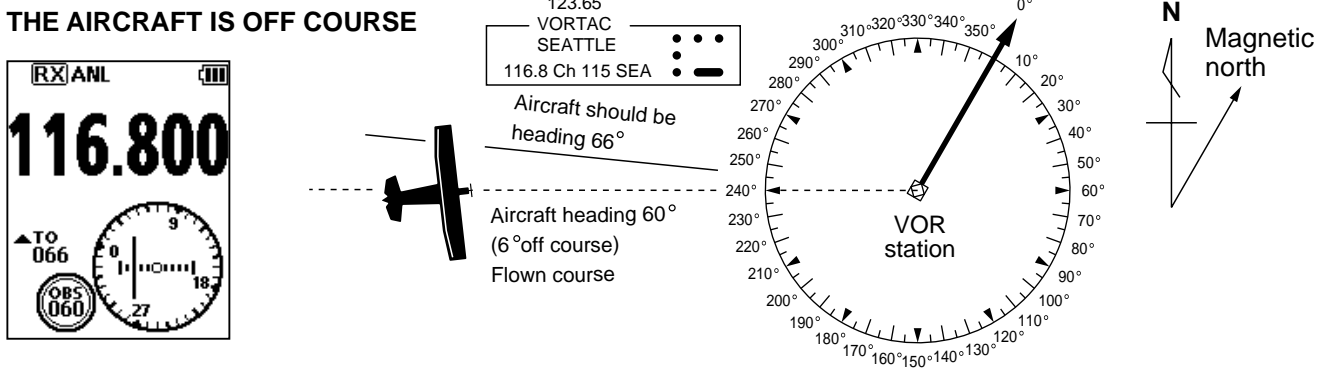 THE AIRCRAFT IS OFF COURSE
RX ANL
116.800
TO
066
OBS
060
0
9
18
27
123.65
VORTAC
SEATTLE
116.8 Ch 115 SEA
Aircraft should be
heading 66°
Aircraft heading 60°
(6°off course)
Flown course
0°
10°
20°
30°
40°
50°
60°
70°
80°
90°
100°
110°
120°
130°
140°
150°
160°
170°
180°
190°
200°
210°
220°
230°
240°
250°
260°
270°
280°
290°
300°
310°
320°
330°
340°
350°
VOR
station
N
Magnetic
north